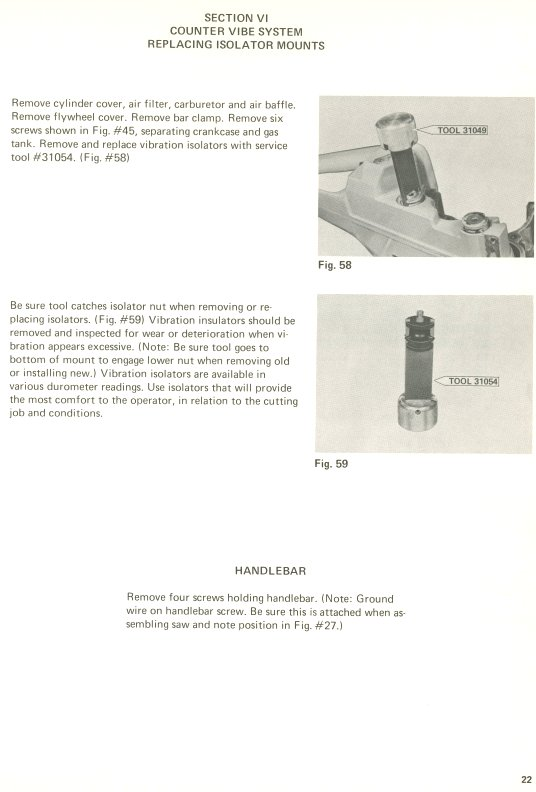 SECTION VI
COUNTER VIBE SYSTEM
REPLACING ISOLATOR MOUNTS
Remove cylinder cover, air filter, carburetor and air baffle.
Remove flywheel cover. Remove bar clamp. Remove six
screws shown in Fig. #45, separating crankcase and gas
tank. Remove and replace vibration isolators with service
tool #31054. (Fig. #58)
TOOL 31049
Fig. 58
Be sure tool catches isolator nut when removing or re-
placing isolators. (Fig. #59) Vibration insulators should be
removed and inspected for wear or deterioration when vi-
bration appears excessive. (Note: Be sure tool goes to
bottom of mount to engage lower nut when removing old
or installing new.) Vibration isolators are available in
various durometer readings. Use isolators that will provide
the most comfort to the operator, in relation to the cutting
job and conditions.
TOOL 31054
Fig. 59
HANDLEBAR
Remove four screws holding handlebar. (Note: Ground
wire on handlebar screw. Be sure this is attached when as-
sembling saw and note position in Fig. #27.)
22